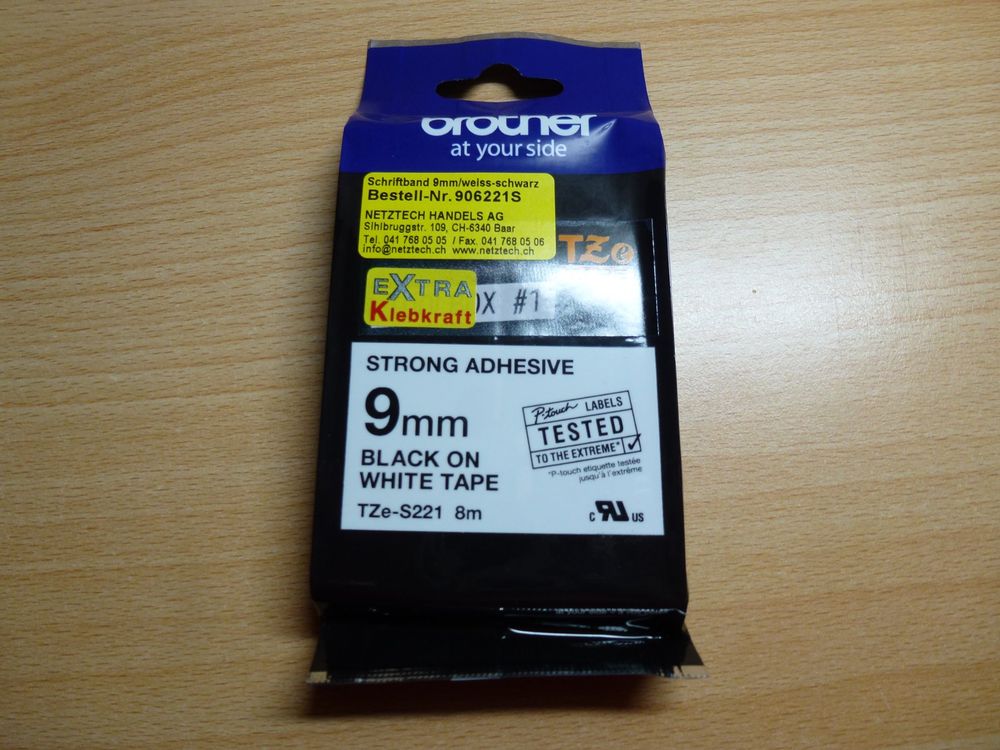 brother
at your side
Schriftband 9mm/weiss-schwarz
Bestell-Nr. 906221S
NETZTECH HANDELS AG
Sihlbruggstr. 109, CH-6340 Baar
Tel. 041 768 05 05 / Fax. 041 768 05 06
info@netztech.ch www.netztech.ch
TZe
EXTRA
Klebkraft
OX #1
STRONG ADHESIVE
9mm
BLACK ON
WHITE TAPE
TZe-S221 8m
P-touch LABELS
TESTED
TO THE EXTREME*
*P-touch etiquette testée
jusqu'à l'extrême
c RU US